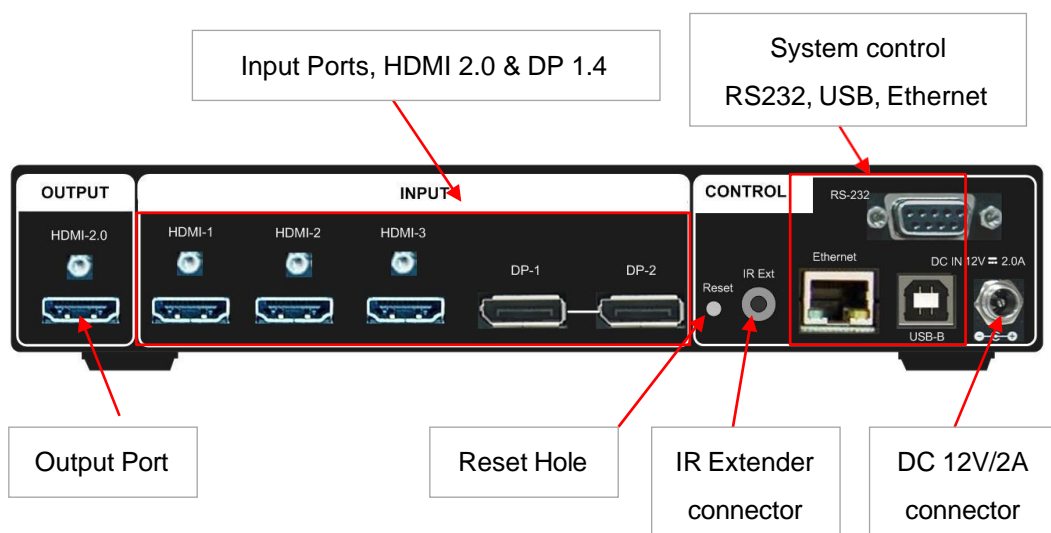 Input Ports, HDMI 2.0 & DP 1.4
System control
RS232, USB, Ethernet
OUTPUT
INPUT
CONTROL
RS-232
HDMI-2.0
HDMI-1
HDMI-2
HDMI-3
DP-1
DP-2
Reset
IR Ext
Ethernet
DC IN 12V ⎓ 2.0A
USB-B
Output Port
Reset Hole
IR Extender
connector
DC 12V/2A
connector